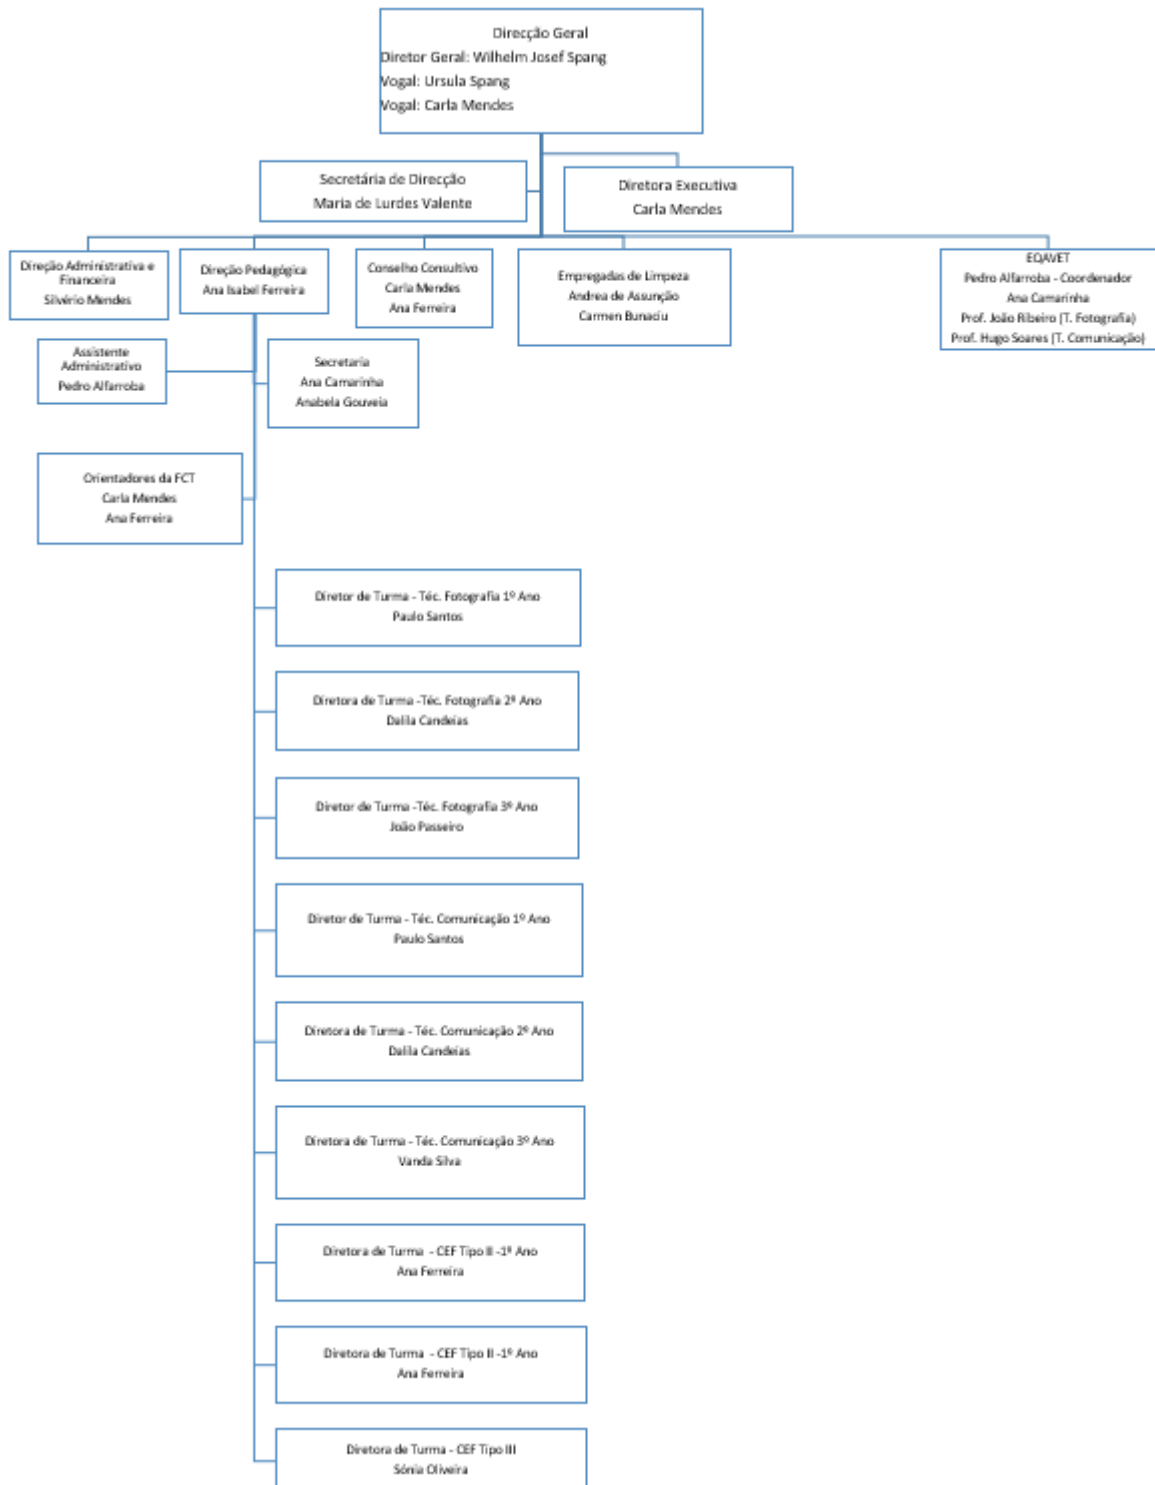 Direcção Geral
Diretor Geral: Wilhelm Josef Spang
Vogal: Ursula Spang
Vogal: Carla Mendes
Secretária de Direcção
Maria de Lurdes Valente
Diretora Executiva
Carla Mendes
Direção Administrativa e
Financeira
Silvério Mendes
Direção Pedagógica
Ana Isabel Ferreira
Conselho Consultivo
Carla Mendes
Ana Ferreira
Empregadas de Limpeza
Andrea de Assunção
Carmen Bunaciu
EQAVET
Pedro Alfarroba - Coordenador
Ana Camarinha
Prof. João Ribeiro (T. Fotografia)
Prof. Hugo Soares (T. Comunicação)
Assistente
Administrativo
Pedro Alfarroba
Secretaria
Ana Camarinha
Anabela Gouveia
Orientadores da FCT
Carla Mendes
Ana Ferreira
Diretor de Turma - Téc. Fotografia 1º Ano
Paulo Santos
Diretora de Turma -Téc. Fotografia 2º Ano
Dalila Candeias
Diretor de Turma -Téc. Fotografia 3º Ano
João Passeiro
Diretor de Turma - Téc. Comunicação 1º Ano
Paulo Santos
Diretora de Turma - Téc. Comunicação 2º Ano
Dalila Candeias
Diretora de Turma - Téc. Comunicação 3º Ano
Vanda Silva
Diretora de Turma - CEF Tipo II -1º Ano
Ana Ferreira
Diretora de Turma - CEF Tipo II -1º Ano
Ana Ferreira
Diretora de Turma - CEF Tipo III
Sónia Oliveira